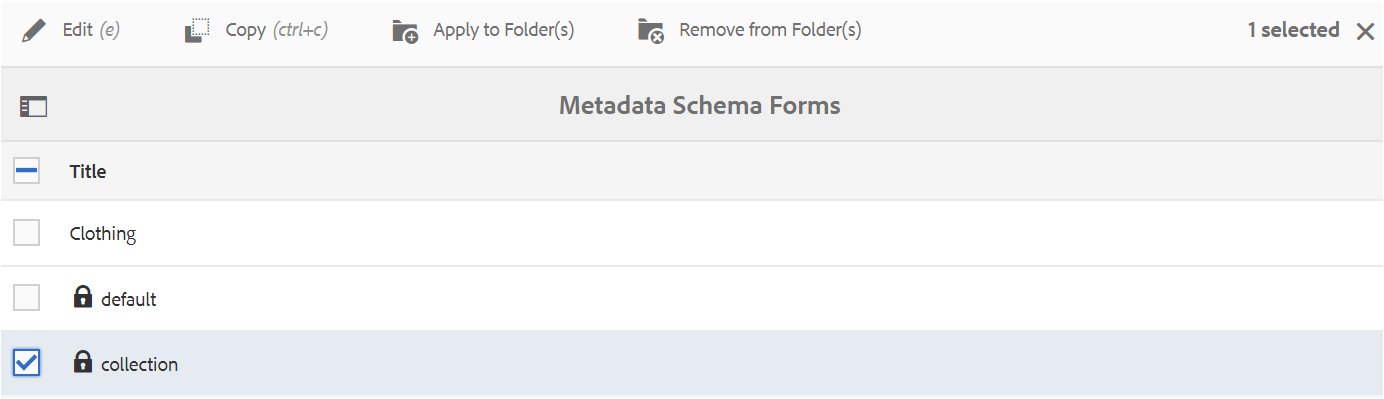 Edit (e) Copy (ctrl+c) Apply to Folder(s) Remove from Folder(s) 1 selected
Metadata Schema Forms
Title
Clothing
default
collection